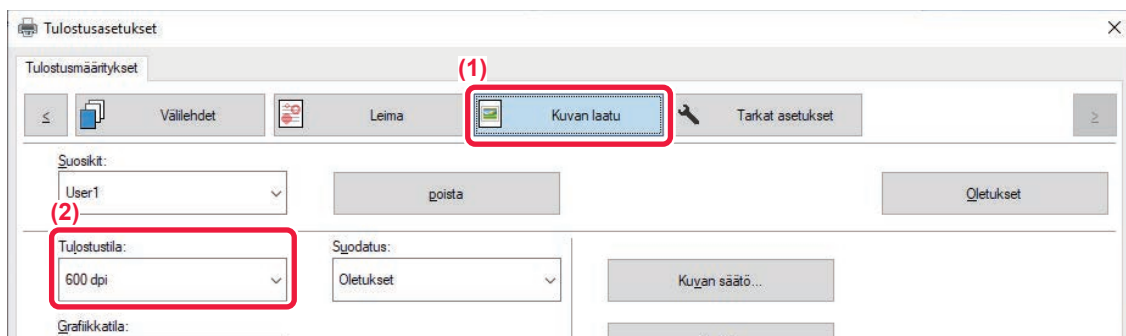 Tulostusasetukset
Tulostusmääritykset
(1)
< Välilehdet Leima Kuvan laatu Tarkat asetukset >
Suosikit:
User1 poista Oletukset
(2)
Tulostustila: Suodatus:
600 dpi Oletukset Kuvan säätö...
Grafiikkatila: